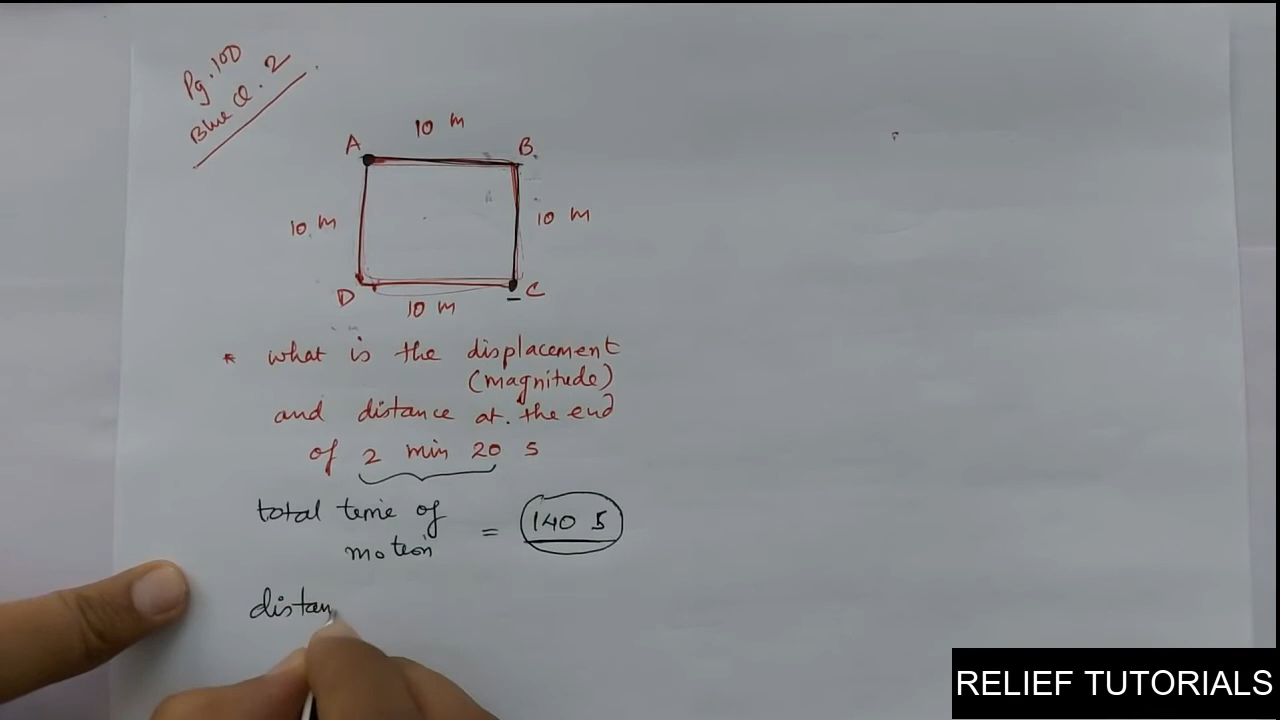 Pg.100
Blue Q.2
10 m
A
B
10 m
10 m
D
C
10 m
* what is the displacement
(magnitude)
and distance at. the end
of 2 min 20 s
total time of
motion = 140 s
distan
RELIEF TUTORIALS